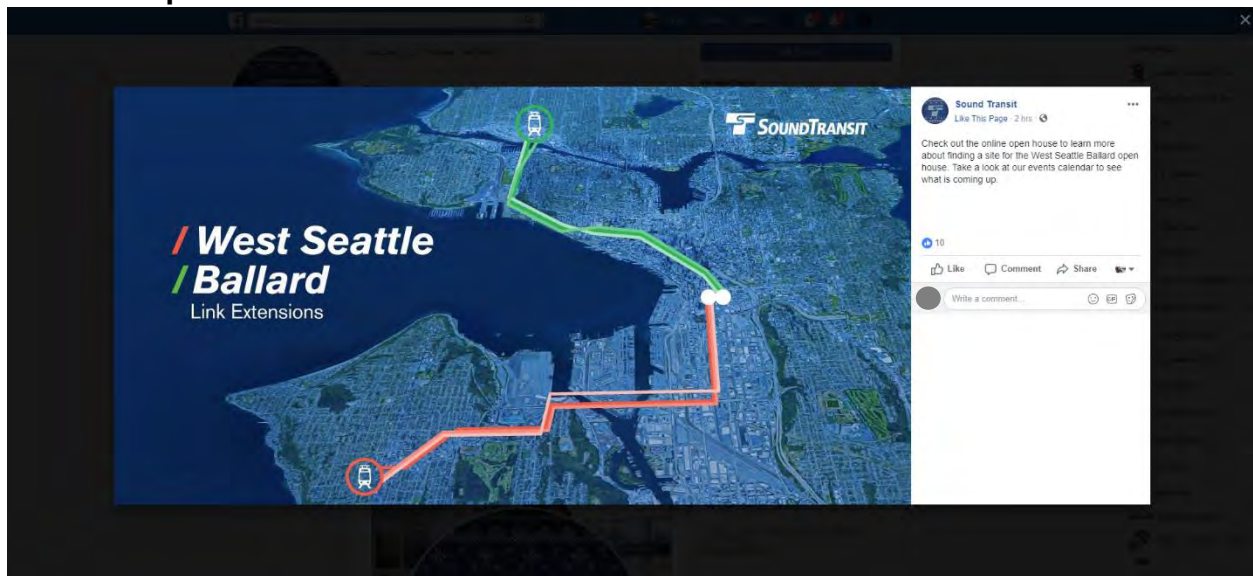 SOUNDTRANSIT
/ West Seattle
/ Ballard
Link Extensions
Sound Transit
Like This Page · 2 hrs ·
Check out the online open house to learn more
about finding a site for the West Seattle Ballard open
house. Take a look at our events calendar to see
what is coming up.
10
Like Comment Share
Write a comment...
GIF